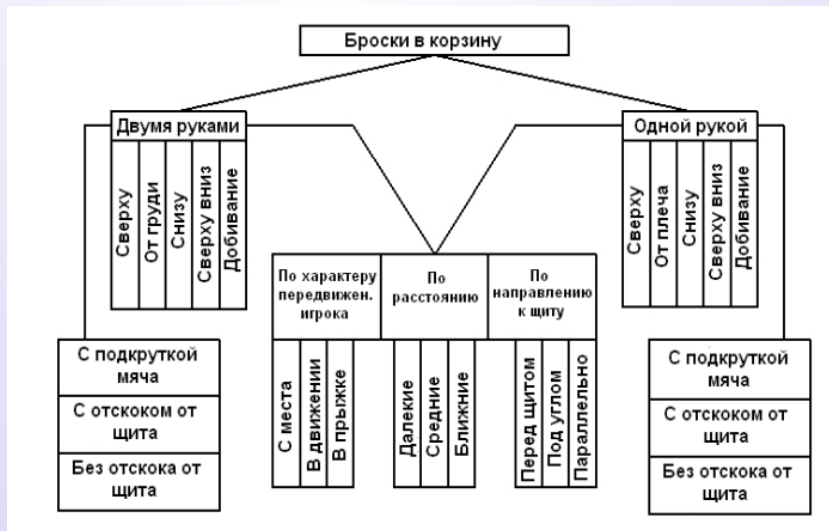 Броски в корзину
Двумя руками
Одной рукой
Сверху
От груди
Снизу
Сверху вниз
Добивание
Сверху
От плеча
Снизу
Сверху вниз
Добивание
По характеру
передвижен.
игрока
По
расстоянию
По
направлению
к щиту
С места
В движении
В прыжке
Далекие
Средние
Ближние
Перед щитом
Под углом
Параллельно
С подкруткой
мяча
С отскоком от
щита
Без отскока от
щита
С подкруткой
мяча
С отскоком от
щита
Без отскока от
щита